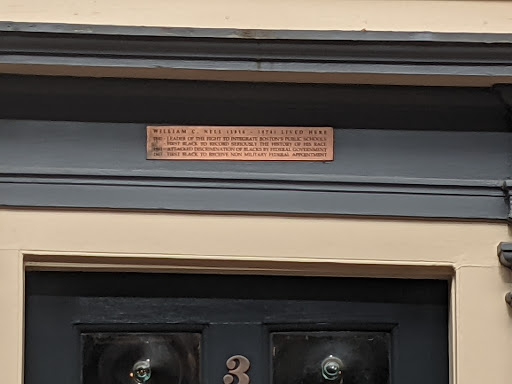 WILLIAM C. NELL (1816 - 1874) LIVED HERE
LEADER OF THE FIGHT TO INTEGRATE BOSTON'S PUBLIC SCHOOLS
FIRST BLACK TO RECORD SERIOUSLY THE HISTORY OF HIS RACE
ATTACKED DISCRIMINATION OF BLACKS BY FEDERAL GOVERNMENT
FIRST BLACK TO RECEIVE NON MILITARY FEDERAL APPOINTMENT
3